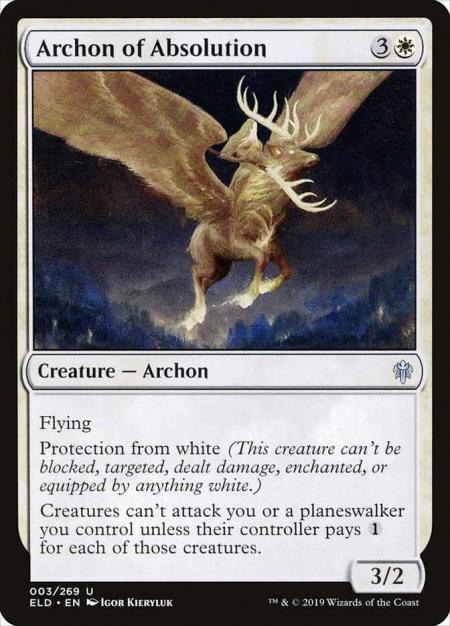 Archon of Absolution 3
Creature — Archon
Flying
Protection from white (This creature can't be
blocked, targeted, dealt damage, enchanted, or
equipped by anything white.)
Creatures can't attack you or a planeswalker
you control unless their controller pays 1
for each of those creatures.
3/2
003/269 U
ELD • EN Igor Kieryluk ™ & © 2019 Wizards of the Coast